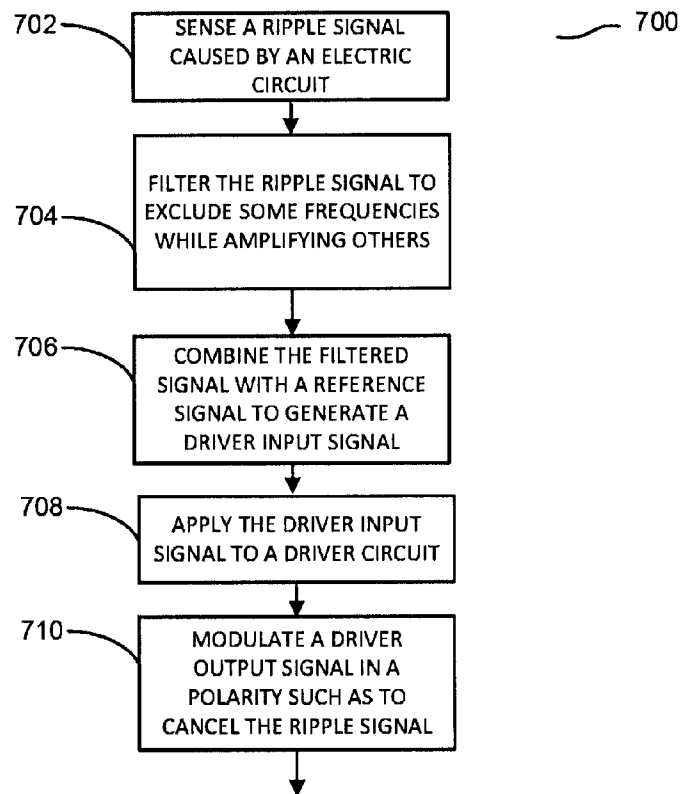 702
SENSE A RIPPLE SIGNAL
CAUSED BY AN ELECTRIC
CIRCUIT
700
704
FILTER THE RIPPLE SIGNAL TO
EXCLUDE SOME FREQUENCIES
WHILE AMPLIFYING OTHERS
706
COMBINE THE FILTERED
SIGNAL WITH A REFERENCE
SIGNAL TO GENERATE A
DRIVER INPUT SIGNAL
708
APPLY THE DRIVER INPUT
SIGNAL TO A DRIVER CIRCUIT
710
MODULATE A DRIVER
OUTPUT SIGNAL IN A
POLARITY SUCH AS TO
CANCEL THE RIPPLE SIGNAL